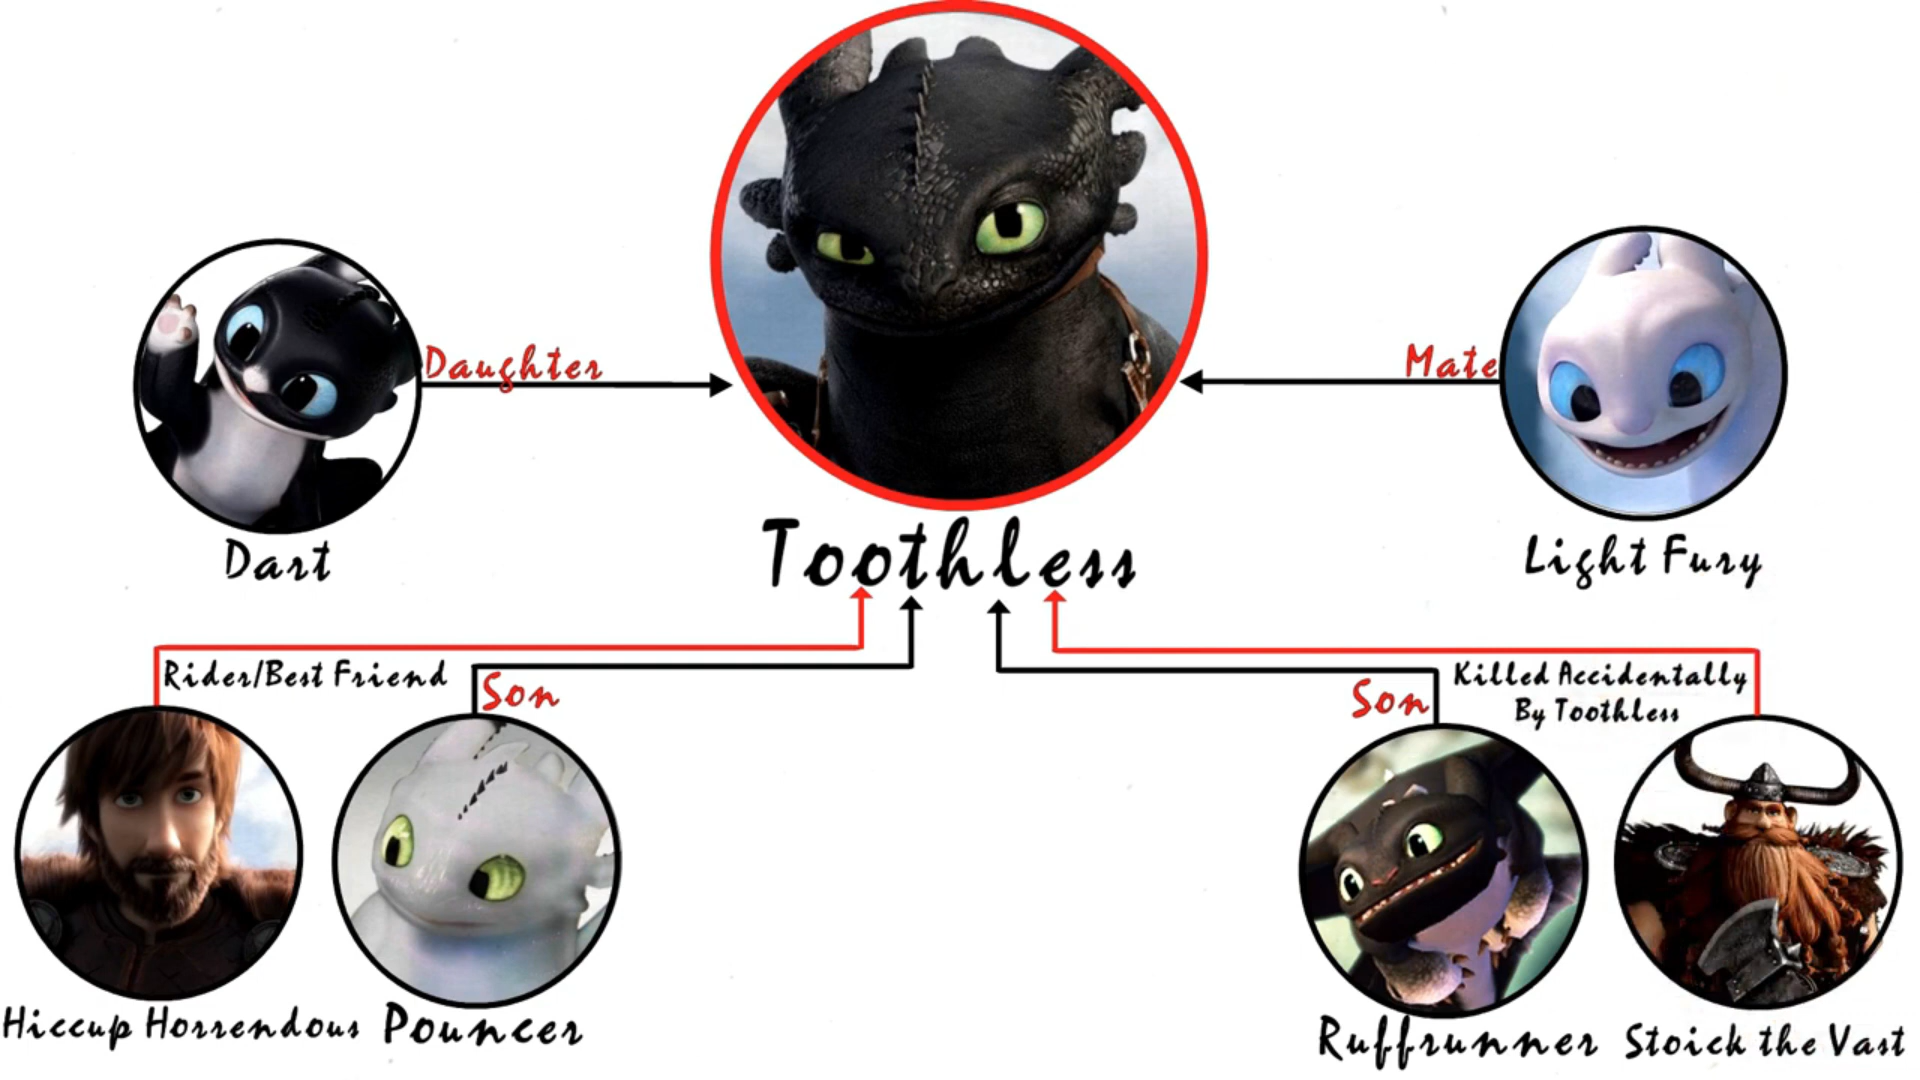 Daughter
Mate
Dart
Toothless
Light Fury
Rider/Best Friend
Son
Son
Killed Accidentally
By Toothless
Hiccup Horrendous
Pouncer
Ruffrunner
Stoick the Vast